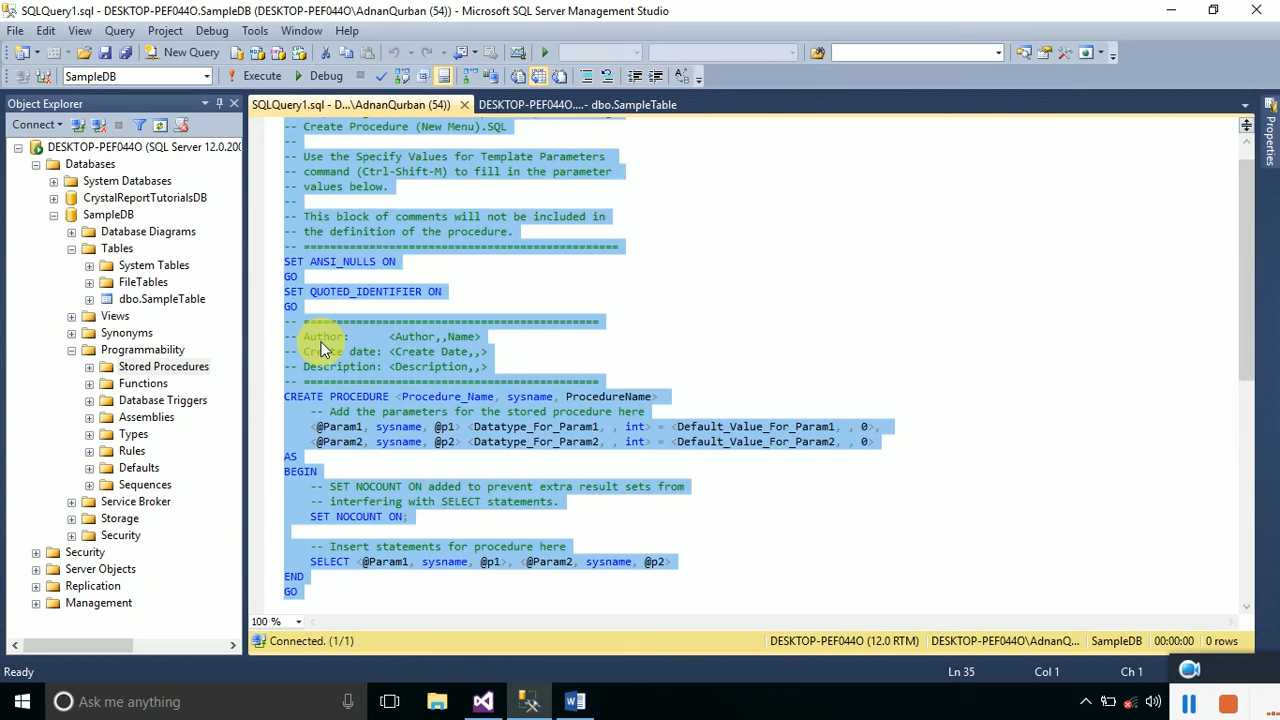 SQLQuery1.sql - DESKTOP-PEF044O.SampleDB (DESKTOP-PEF044O\AdnanQurban (54)) - Microsoft SQL Server Management Studio
File Edit View Query Project Debug Tools Window Help
New Query
SampleDB Execute Debug
Object Explorer
Connect
DESKTOP-PEF044O (SQL Server 12.0.200
Databases
System Databases
CrystalReportTutorialsDB
SampleDB
Database Diagrams
Tables
System Tables
FileTables
dbo.SampleTable
Views
Synonyms
Programmability
Stored Procedures
Functions
Database Triggers
Assemblies
Types
Rules
Defaults
Sequences
Service Broker
Storage
Security
Security
Server Objects
Replication
Management
SQLQuery1.sql - D...\AdnanQurban (54)) DESKTOP-PEF044O.... - dbo.SampleTable
-- Create Procedure (New Menu).SQL
--
-- Use the Specify Values for Template Parameters
-- command (Ctrl-Shift-M) to fill in the parameter
-- values below.
--
-- This block of comments will not be included in
-- the definition of the procedure.
-- ================================================
SET ANSI_NULLS ON
GO
SET QUOTED_IDENTIFIER ON
GO
-- =============================================
-- Author: <Author,,Name>
-- Create date: <Create Date,,>
-- Description: <Description,,>
-- =============================================
CREATE PROCEDURE <Procedure_Name, sysname, ProcedureName>
-- Add the parameters for the stored procedure here
<@Param1, sysname, @p1> <Datatype_For_Param1, , int> = <Default_Value_For_Param1, , 0>,
<@Param2, sysname, @p2> <Datatype_For_Param2, , int> = <Default_Value_For_Param2, , 0>
AS
BEGIN
-- SET NOCOUNT ON added to prevent extra result sets from
-- interfering with SELECT statements.
SET NOCOUNT ON;
-- Insert statements for procedure here
SELECT <@Param1, sysname, @p1>, <@Param2, sysname, @p2>
END
GO
100 %
Connected. (1/1) DESKTOP-PEF044O (12.0 RTM) DESKTOP-PEF044O\AdnanQ... SampleDB 00:00:00 0 rows
Properties
Ready Ln 35 Col 1 Ch 1
Ask me anything